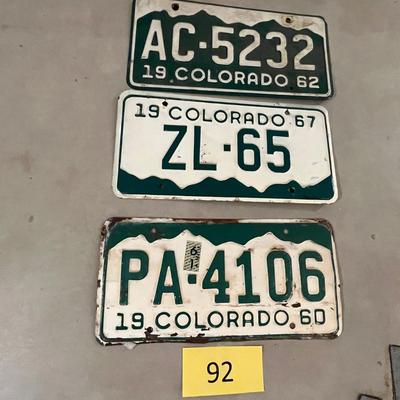 AC-5232
19 COLORADO 62
19 COLORADO 67
ZL-65
PA-4106
19 COLORADO 60
92